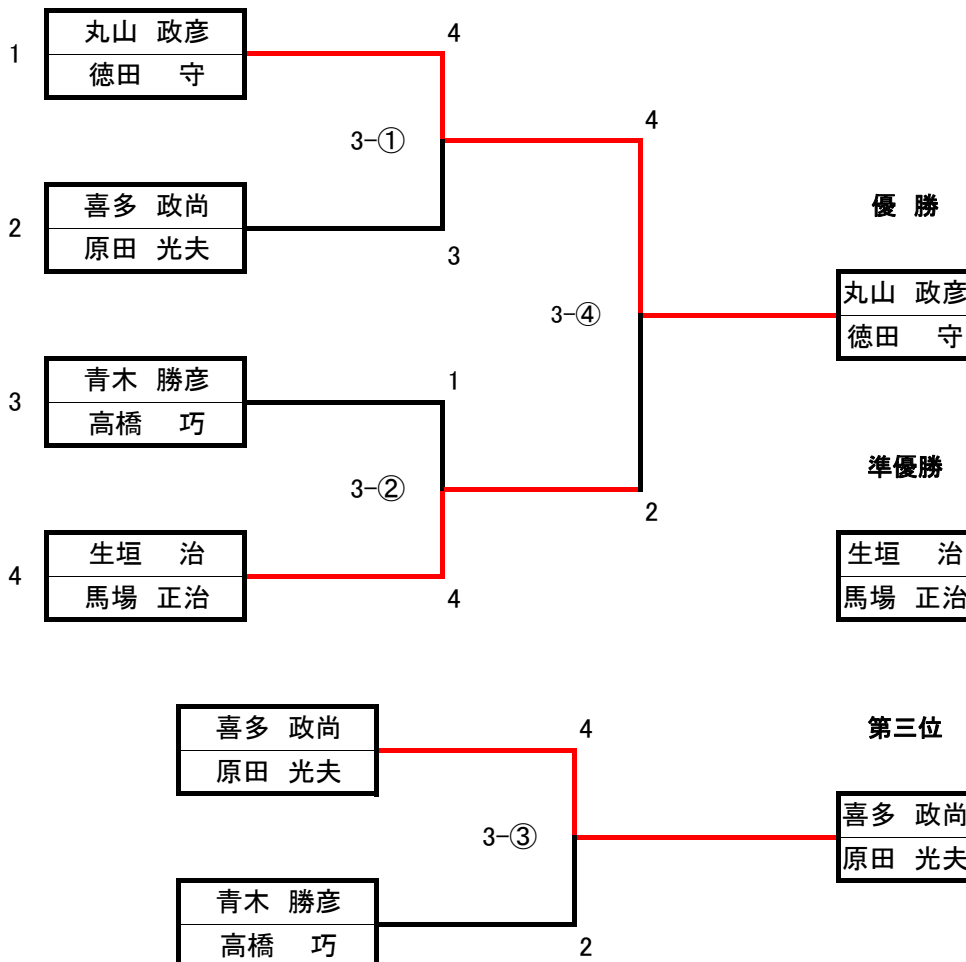 1
丸山 政彦
徳田 守
4
3-①
4
2
喜多 政尚
原田 光夫
3
優 勝
丸山 政彦
徳田 守
3-④
3
青木 勝彦
高橋 巧
1
3-②
2
準優勝
4
生垣 治
馬場 正治
4
生垣 治
馬場 正治
喜多 政尚
原田 光夫
4
第三位
3-③
喜多 政尚
原田 光夫
青木 勝彦
高橋 巧
2